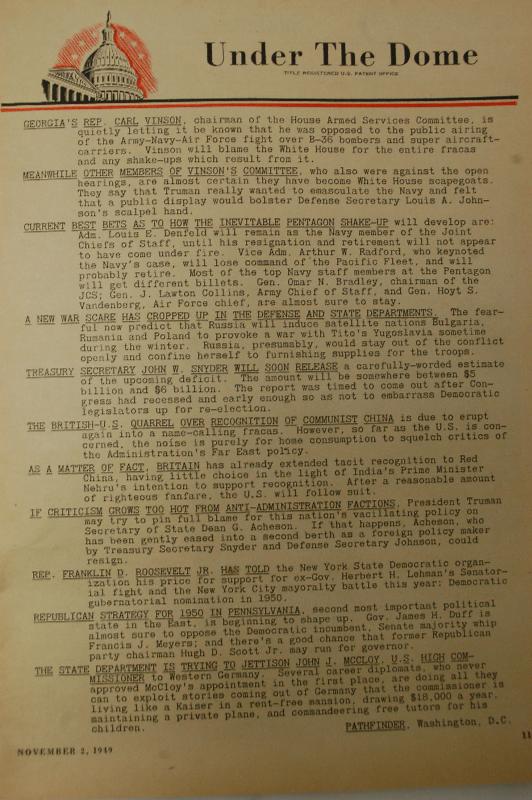 Under The Dome
TITLE REGISTERED U.S. PATENT OFFICE
GEORGIA'S REP. CARL VINSON, chairman of the House Armed Services Committee, is
quietly letting it be known that he was opposed to the public airing
of the Army-Navy-Air Force fight over B-36 bombers and super aircraft-
carriers. Vinson will blame the White House for the entire fracas
and any shake-ups which result from it.
MEANWHILE OTHER MEMBERS OF VINSON'S COMMITTEE, who also were against the open
hearings, are almost certain they have become White House scapegoats.
They say that Truman really wanted to emasculate the Navy and felt
that a public display would bolster Defense Secretary Louis A. John-
son's scalpel hand.
CURRENT BEST BETS AS TO HOW THE INEVITABLE PENTAGON SHAKE-UP will develop are:
Adm. Louis E. Denfeld will remain as the Navy member of the Joint
Chiefs of Staff, until his resignation and retirement will not appear
to have come under fire. Vice Adm. Arthur W. Radford, who keynoted
the Navy's case, will lose command of the Pacific Fleet, and will
probably retire. Most of the top Navy staff members at the Pentagon
will get different billets. Gen. Omar N. Bradley, chairman of the
JCS; Gen. J. Lawton Collins, Army Chief of Staff, and Gen. Hoyt S.
Vandenberg, Air Force chief, are almost sure to stay.
A NEW WAR SCARE HAS CROPPED UP IN THE DEFENSE AND STATE DEPARTMENTS. The fear-
ful now predict that Russia will induce satellite nations Bulgaria,
Rumania and Poland to provoke a war with Tito's Yugoslavia sometime
during the winter. Russia, presumably, would stay out of the conflict
openly and confine herself to furnishing supplies for the troops.
TREASURY SECRETARY JOHN W. SNYDER WILL SOON RELEASE a carefully-worded estimate
of the upcoming deficit. The amount will be somewhere between $5
billion and $6 billion. The report was timed to come out after Con-
gress had recessed and early enough so as not to embarrass Democratic
legislators up for re-election.
THE BRITISH-U.S. QUARREL OVER RECOGNITION OF COMMUNIST CHINA is due to erupt
again into a name-calling fracas. However, so far as the U.S. is con-
cerned, the noise is purely for home consumption to squelch critics of
the Administration's Far East policy.
AS A MATTER OF FACT, BRITAIN has already extended tacit recognition to Red
China, having little choice in the light of India's Prime Minister
Nehru's intention to support recognition. After a reasonable amount
of righteous fanfare, the U.S. will follow suit.
IF CRITICISM GROWS TOO HOT FROM ANTI-ADMINISTRATION FACTIONS, President Truman
may try to pin full blame for this nation's vacillating policy on
Secretary of State Dean G. Acheson. If that happens, Acheson, who
has been gently eased into a second berth as a foreign policy maker
by Treasury Secretary Snyder and Defense Secretary Johnson, could
resign.
REP. FRANKLIN D. ROOSEVELT JR. HAS TOLD the New York State Democratic organ-
ization his price for support for ex-Gov. Herbert H. Lehman's Senator-
ial fight and the New York City mayoralty battle this year: Democratic
gubernatorial nomination in 1950.
REPUBLICAN STRATEGY FOR 1950 IN PENNSYLVANIA, second most important political
state in the East, is beginning to shape up. Gov. James H. Duff is
almost sure to oppose the Democratic incumbent, Senate majority whip
Francis J. Meyers; and there's a good chance that former Republican
party chairman Hugh D. Scott Jr. may run for governor.
THE STATE DEPARTMENT IS TRYING TO JETTISON JOHN J. MCCLOY, U.S. HIGH COM-
MISSIONER to Western Germany. Several career diplomats, who never
approved McCloy's appointment in the first place, are doing all they
can to exploit stories coming out of Germany that the commissioner is
living like a Kaiser in a rent-free mansion, drawing $18,000 a year,
maintaining a private plane, and commandeering free tutors for his
children.
PATHFINDER, Washington, D.C.
NOVEMBER 2, 1949
11